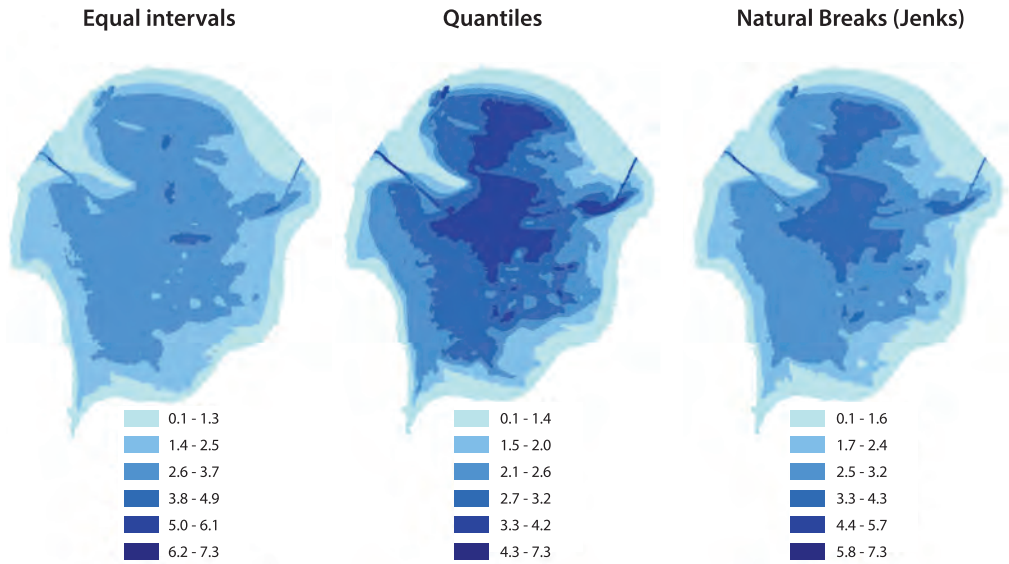 Equal intervals
Quantiles
Natural Breaks (Jenks)
0.1 - 1.3
1.4 - 2.5
2.6 - 3.7
3.8 - 4.9
5.0 - 6.1
6.2 - 7.3
0.1 - 1.4
1.5 - 2.0
2.1 - 2.6
2.7 - 3.2
3.3 - 4.2
4.3 - 7.3
0.1 - 1.6
1.7 - 2.4
2.5 - 3.2
3.3 - 4.3
4.4 - 5.7
5.8 - 7.3